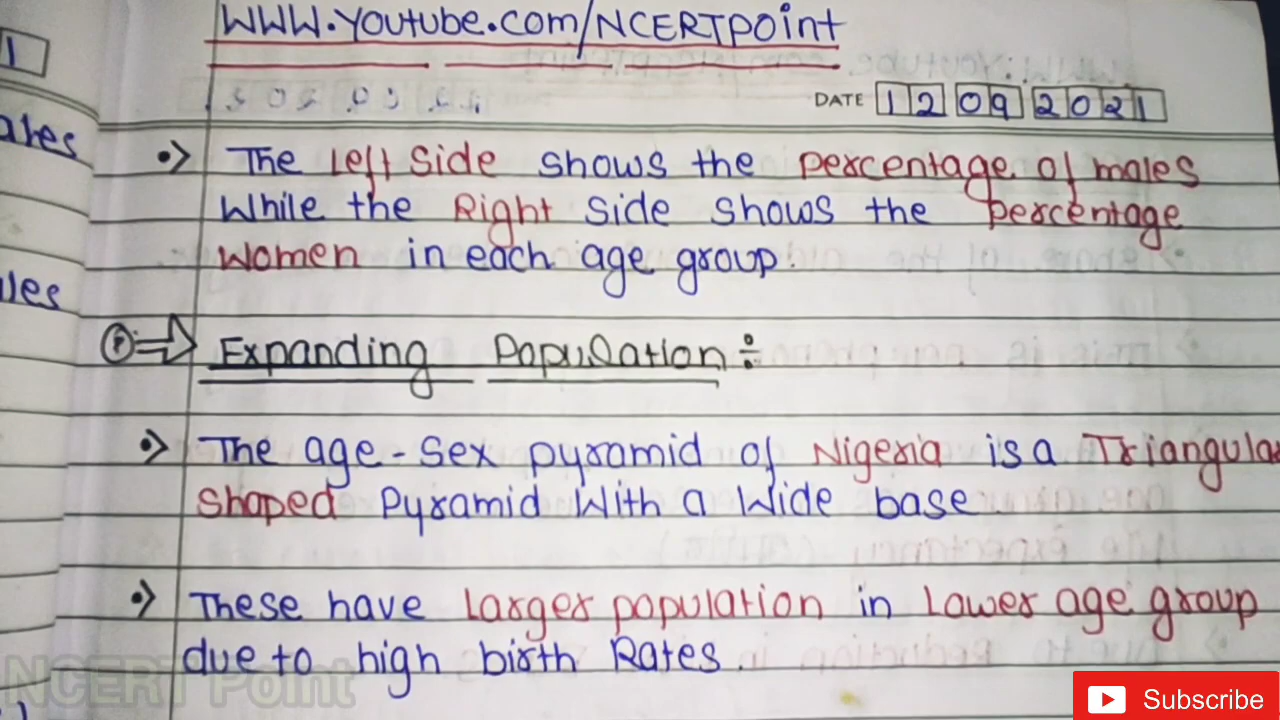 WWW.Youtube.com/NCERTPoint
1
DATE 12 09 2021
•> The Left Side shows the percentage of males
While the Right Side shows the percentage
Women in each age group.
(P)⇒ Expanding Population ÷
•> The age-sex pyramid of Nigeria is a Triangular
shaped Pyramid With a Wide base
•> These have larger population in Lower age group
due to high birth Rates.
NCERT Point
Subscribe